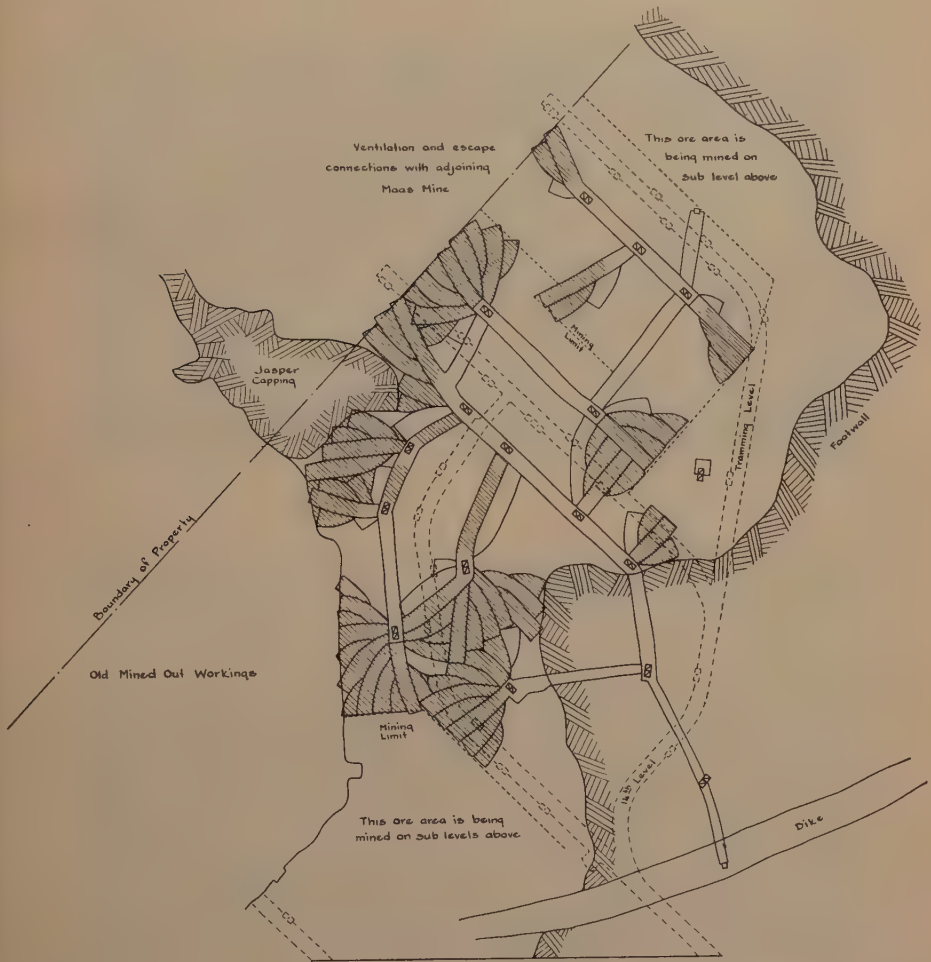 Ventilation and escape
connections with adjoining
Maas Mine
This ore area is
being mined on
sub level above
Mining
Limit
Jasper
Capping
Tramming Level
Footwall
Boundary of Property
Old Mined Out Workings
Mining
Limit
14th Level
This ore area is being
mined on sub levels above
Dike